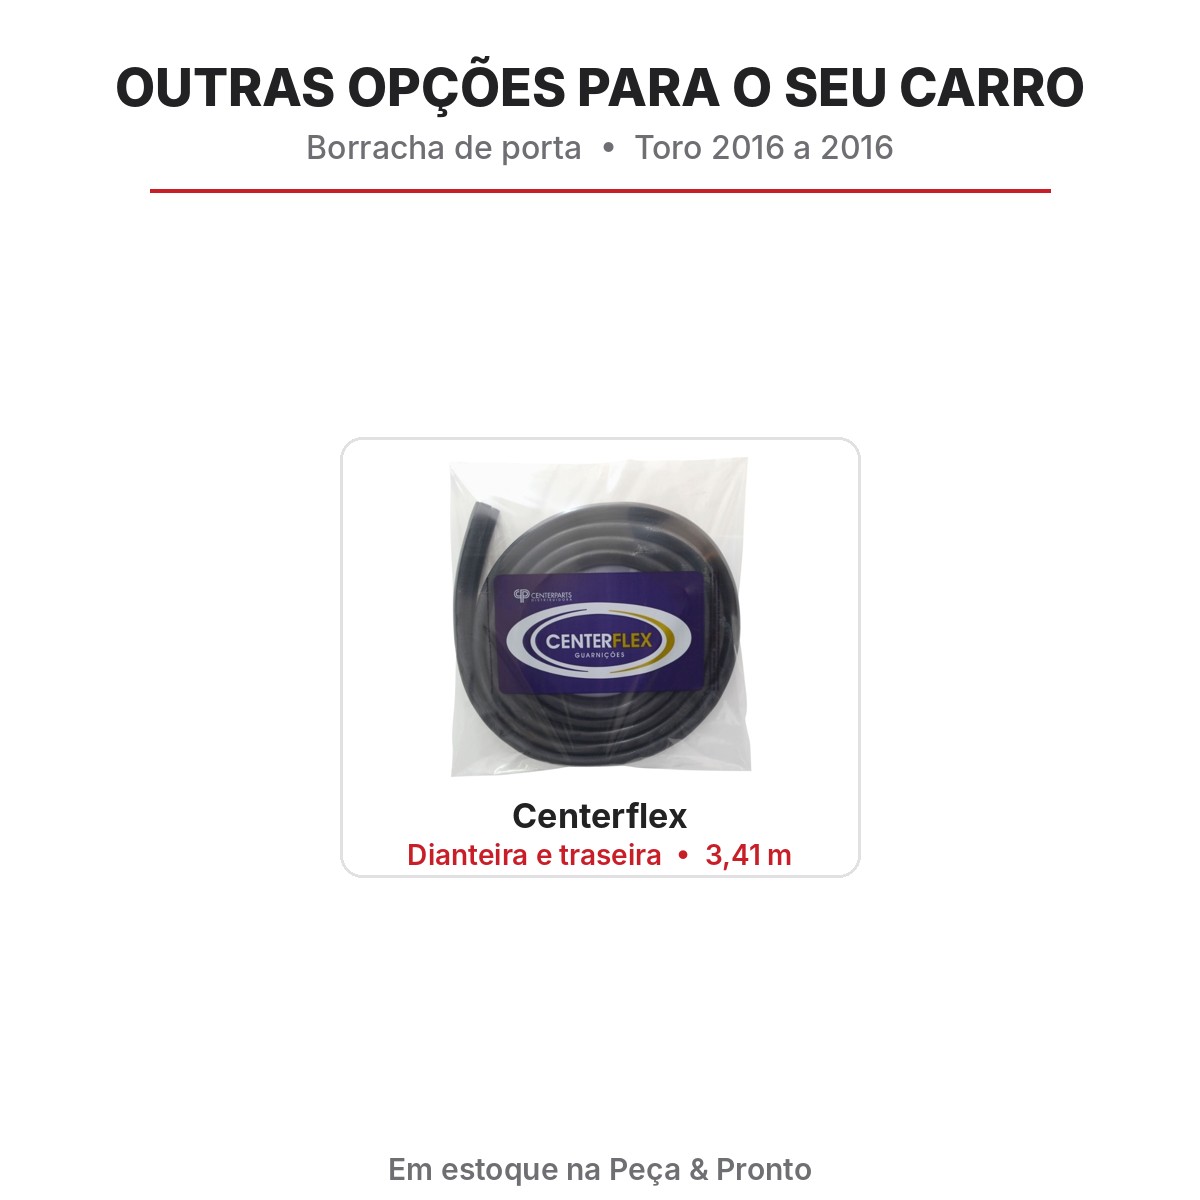 OUTRAS OPÇÕES PARA O SEU CARRO
Borracha de porta • Toro 2016 a 2016
CENTERPARTS
DISTRIBUIDORA
CENTERFLEX
GUARNIÇÕES
Centerflex
Dianteira e traseira • 3,41 m
Em estoque na Peça & Pronto